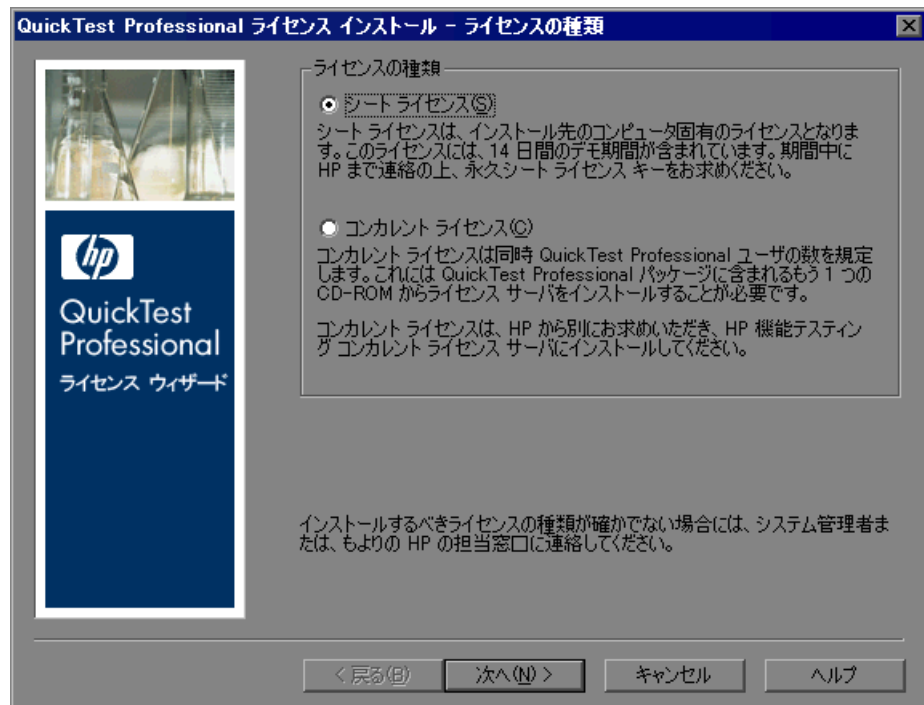 QuickTest Professional ライセンス インストール - ライセンスの種類
hp
QuickTest
Professional
ライセンス ウィザード
ライセンスの種類
シート ライセンス(S)
シート ライセンスは、インストール先のコンピュータ固有のライセンスとなりま
す。このライセンスには、14 日間のデモ期間が含まれています。期間中に
HP まで連絡の上、永久シート ライセンス キーをお求めください。
コンカレント ライセンス(C)
コンカレント ライセンスは同時 QuickTest Professional ユーザの数を規定
します。これには QuickTest Professional パッケージに含まれるもう 1 つの
CD-ROM からライセンス サーバをインストールすることが必要です。
コンカレント ライセンスは、HP から別にお求めいただき、HP 機能テスティン
グ コンカレント ライセンス サーバにインストールしてください。
インストールするべきライセンスの種類が確かでない場合には、システム管理者ま
たは、もよりの HP の担当窓口に連絡してください。
< 戻る(B) 次へ(N) > キャンセル ヘルプ